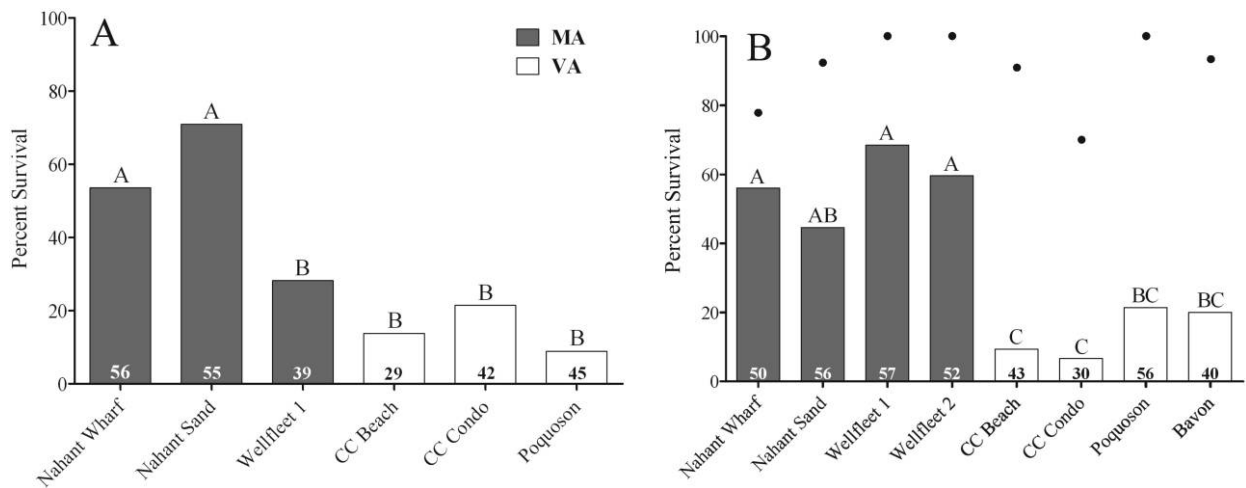 A
MA
VA
Percent Survival
100
80
60
40
20
0
A
A
B
B
B
B
56
55
39
29
42
45
Nahant Wharf
Nahant Sand
Wellfleet 1
CC Beach
CC Condo
Poquoson
B
Percent Survival
100
80
60
40
20
0
A
AB
A
A
C
C
BC
BC
50
56
57
52
43
30
56
40
Nahant Wharf
Nahant Sand
Wellfleet 1
Wellfleet 2
CC Beach
CC Condo
Poquoson
Bavon